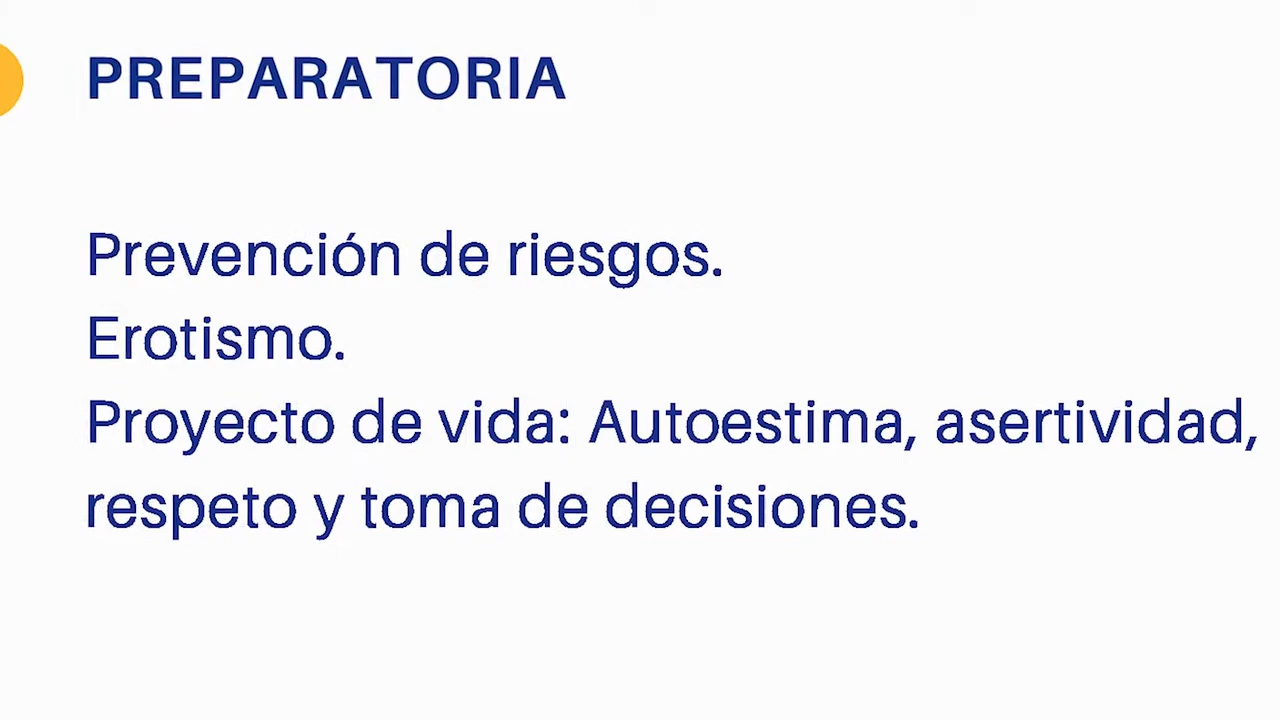 PREPARATORIA
Prevención de riesgos.
Erotismo.
Proyecto de vida: Autoestima, asertividad,
respeto y toma de decisiones.